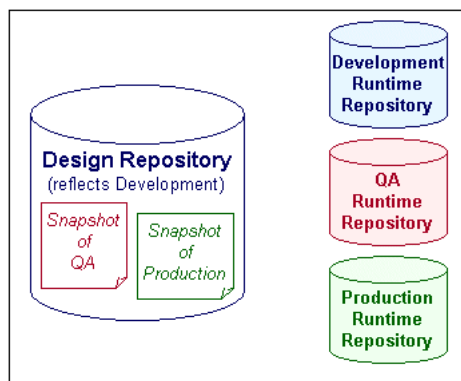 Design Repository
(reflects Development)
Snapshot
of
QA
Snapshot
of
Production
Development
Runtime
Repository
QA
Runtime
Repository
Production
Runtime
Repository